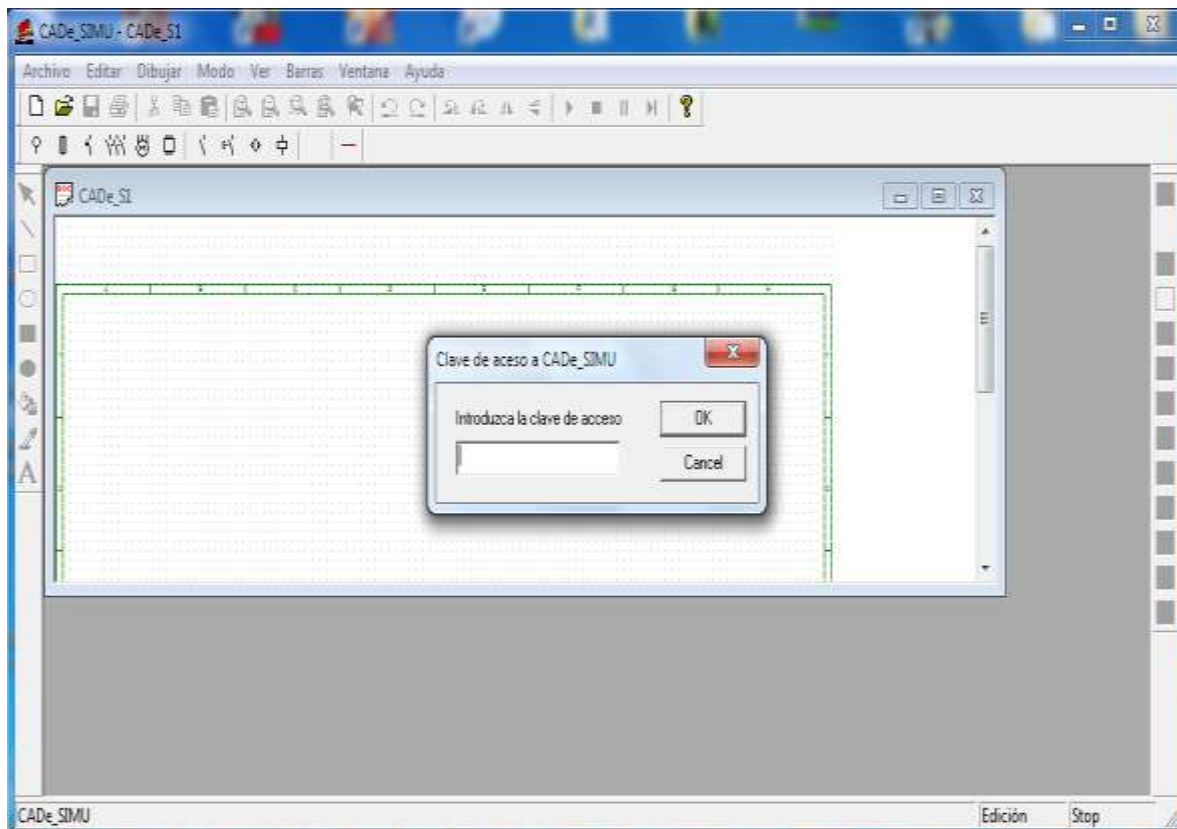 CADe_SIMU - CADe_S1
Archivo Editar Dibujar Modo Ver Barras Ventana Ayuda
CADe_S1
Clave de aceso a CADe_SIMU
Introduzca la clave de acceso
OK
Cancel
A
CADe_SIMU
Edición
Stop